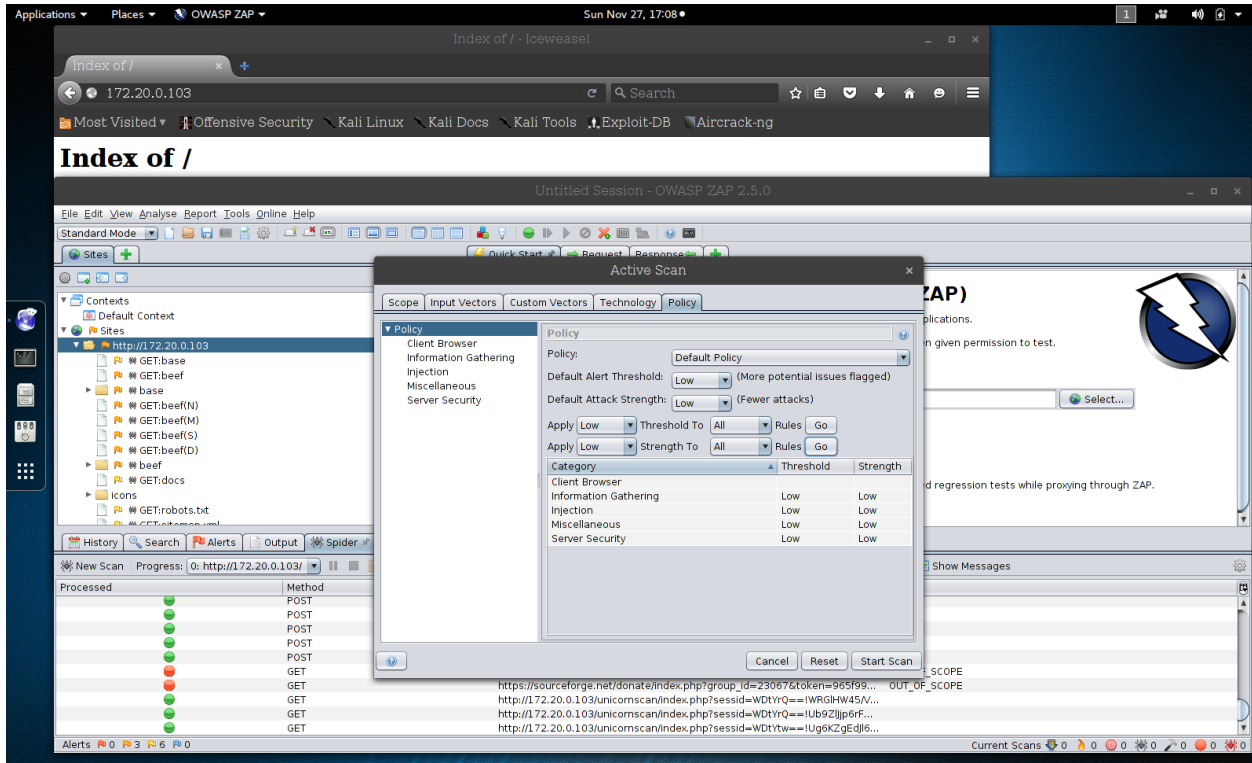 Applications Places OWASP ZAP Sun Nov 27, 17:08 1
Index of / - Iceweasel
Index of /
172.20.0.103 Search
Most Visited Offensive Security Kali Linux Kali Docs Kali Tools Exploit-DB Aircrack-ng
Index of /
Untitled Session - OWASP ZAP 2.5.0
File Edit View Analyse Report Tools Online Help
Standard Mode
Sites Quick Start Request Response
Contexts
Default Context
Sites
http://172.20.0.103
GET:base
GET:beef
base
GET:beef(N)
GET:beef(M)
GET:beef(S)
GET:beef(D)
beef
GET:docs
icons
GET:robots.txt
GET:sitemap.xml
ZAP)
plications.
n given permission to test.
Select...
d regression tests while proxying through ZAP.
Active Scan
Scope Input Vectors Custom Vectors Technology Policy
Policy
Client Browser
Information Gathering
Injection
Miscellaneous
Server Security
Policy
Policy: Default Policy
Default Alert Threshold: Low (More potential issues flagged)
Default Attack Strength: Low (Fewer attacks)
Apply Low Threshold To All Rules Go
Apply Low Strength To All Rules Go
Category Threshold Strength
Client Browser
Information Gathering Low Low
Injection Low Low
Miscellaneous Low Low
Server Security Low Low
Cancel Reset Start Scan
History Search Alerts Output Spider
New Scan Progress: 0: http://172.20.0.103/ Show Messages
Processed Method
POST
POST
POST
POST
POST
GET _SCOPE
GET https://sourceforge.net/donate/index.php?group_id=23067&token=965f99... OUT_OF_SCOPE
GET http://172.20.0.103/unicornscan/index.php?sessid=WDtYrQ==!WRGlHW45/V...
GET http://172.20.0.103/unicornscan/index.php?sessid=WDtYrQ==!Ub9ZlJjp6rF...
GET http://172.20.0.103/unicornscan/index.php?sessid=WDtYtw==!Ug6KZgEdJl6...
Alerts 0 3 6 0 Current Scans 0 0 0 0 0 0 0